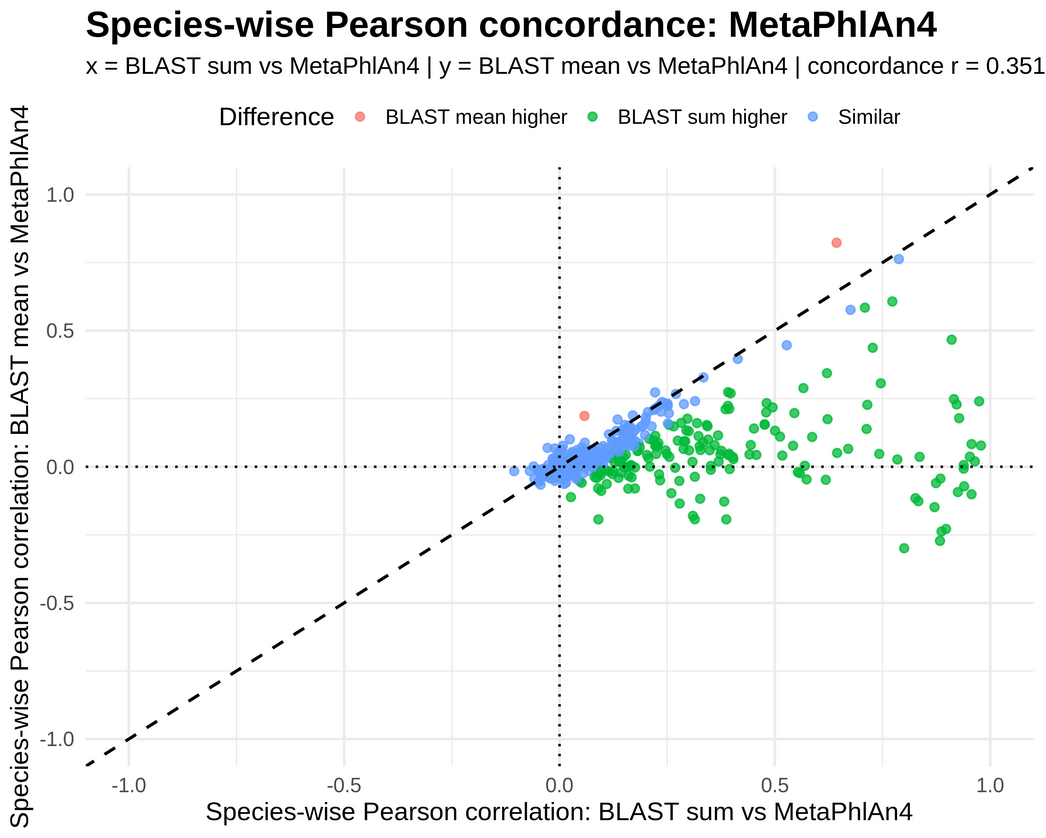 Species-wise Pearson concordance: MetaPhlAn4
x = BLAST sum vs MetaPhlAn4 | y = BLAST mean vs MetaPhlAn4 | concordance r = 0.351
Difference BLAST mean higher BLAST sum higher Similar
Species-wise Pearson correlation: BLAST mean vs MetaPhlAn4
1.0
0.5
0.0
-0.5
-1.0
-1.0 -0.5 0.0 0.5 1.0
Species-wise Pearson correlation: BLAST sum vs MetaPhlAn4